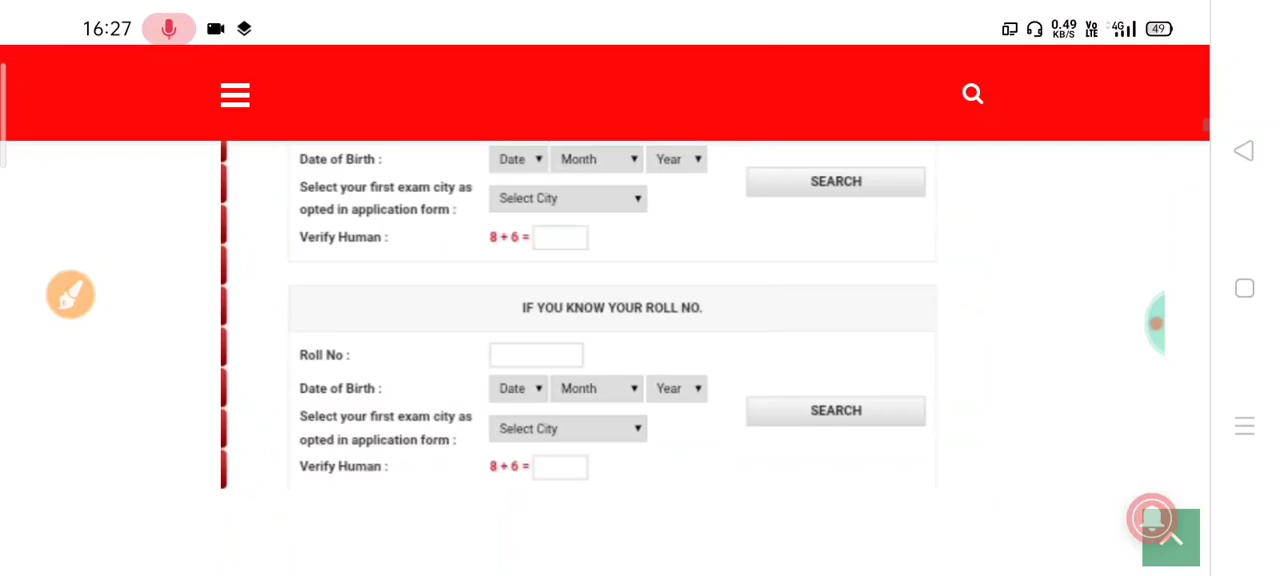 16:27 0.49 KB/S Vo LTE 4G 49
Date of Birth : Date Month Year
SEARCH
Select your first exam city as
opted in application form : Select City
Verify Human : 8 + 6 =
IF YOU KNOW YOUR ROLL NO.
Roll No :
Date of Birth : Date Month Year
SEARCH
Select your first exam city as
opted in application form : Select City
Verify Human : 8 + 6 =